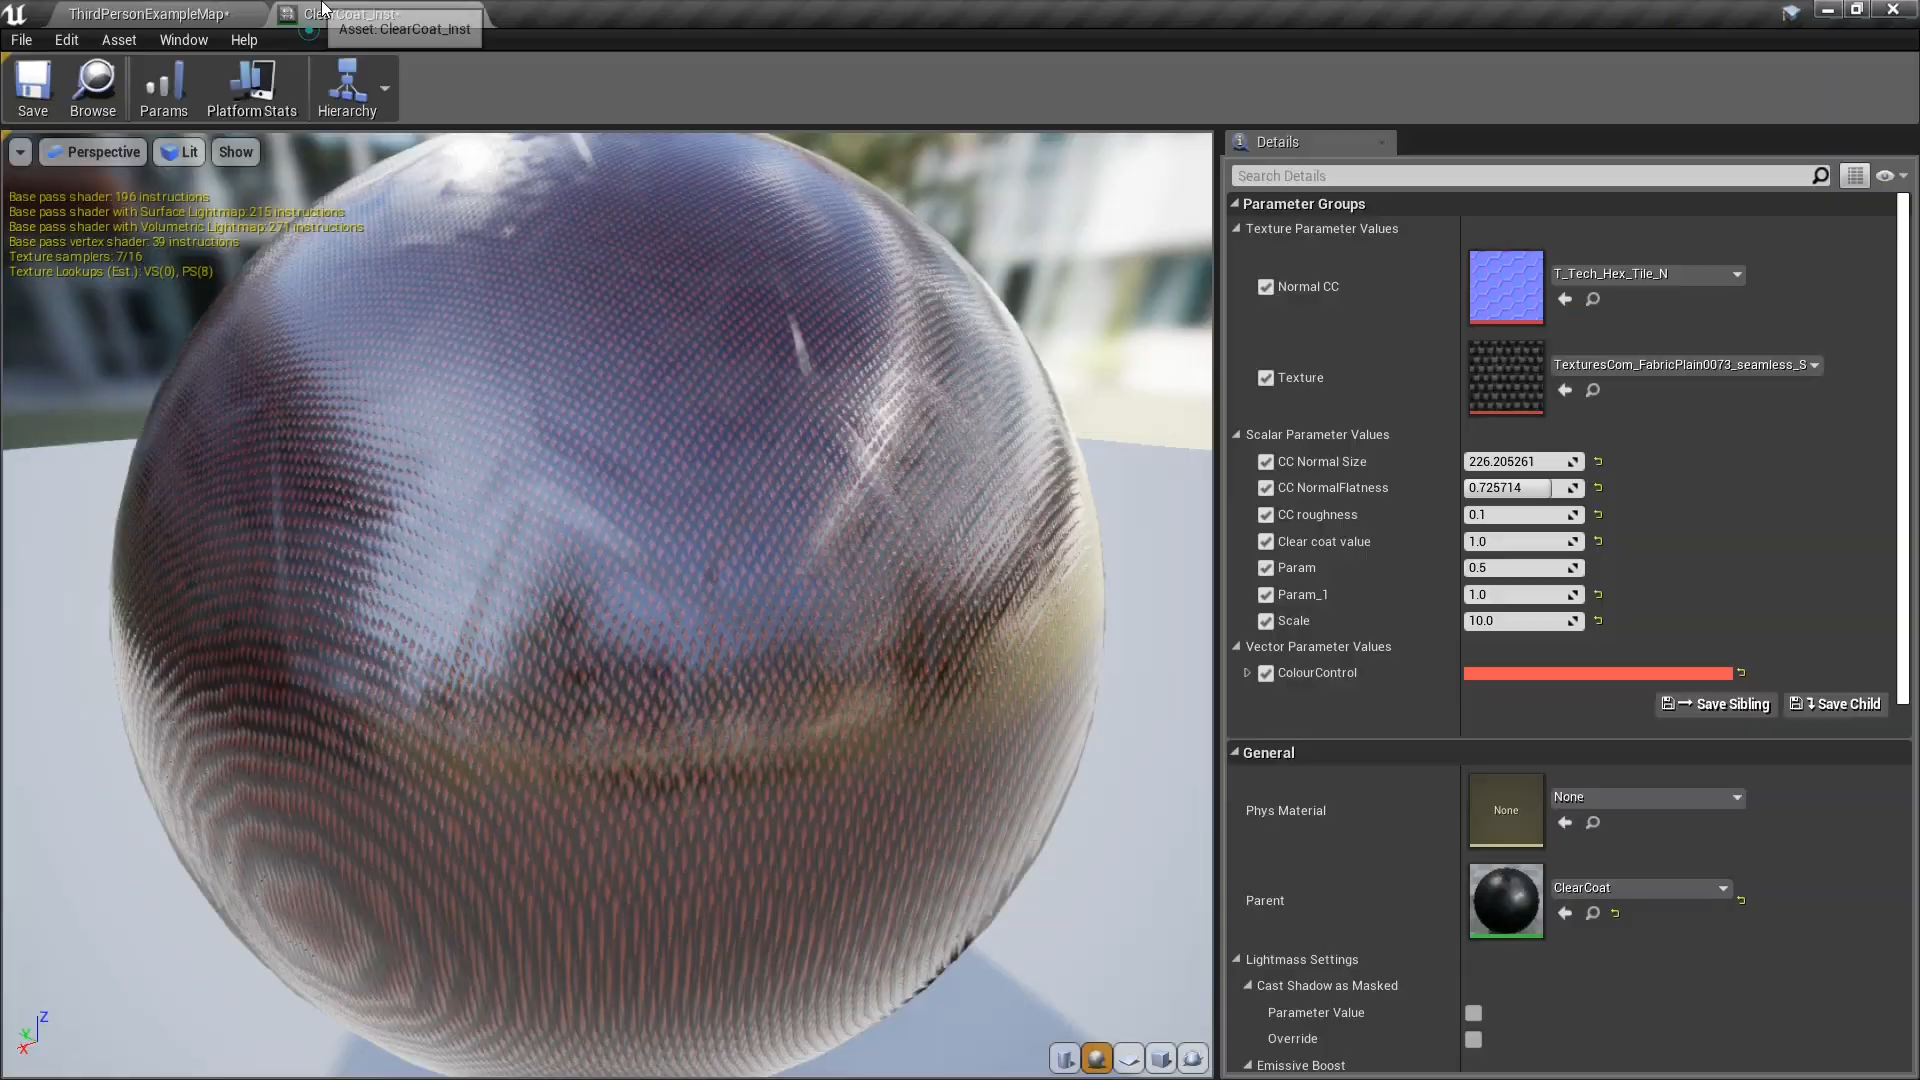 ThirdPersonExampleMap*
ClearCoat_Inst*
Asset: ClearCoat_Inst
File Edit Asset Window Help
Save Browse Params Platform Stats Hierarchy
Perspective Lit Show
Base pass shader: 196 instructions
Base pass shader with Surface Lightmap: 215 instructions
Base pass shader with Volumetric Lightmap: 271 instructions
Base pass vertex shader: 39 instructions
Texture samplers: 7/16
Texture Lookups (Est.): VS(0), PS(8)
Z
Y
X
Details
Search Details
Parameter Groups
Texture Parameter Values
Normal CC T_Tech_Hex_Tile_N
Texture TexturesCom_FabricPlain0073_seamless_S
Scalar Parameter Values
CC Normal Size 226.205261
CC NormalFlatness 0.725714
CC roughness 0.1
Clear coat value 1.0
Param 0.5
Param_1 1.0
Scale 10.0
Vector Parameter Values
ColourControl
Save Sibling Save Child
General
Phys Material None None
Parent ClearCoat
Lightmass Settings
Cast Shadow as Masked
Parameter Value
Override
Emissive Boost